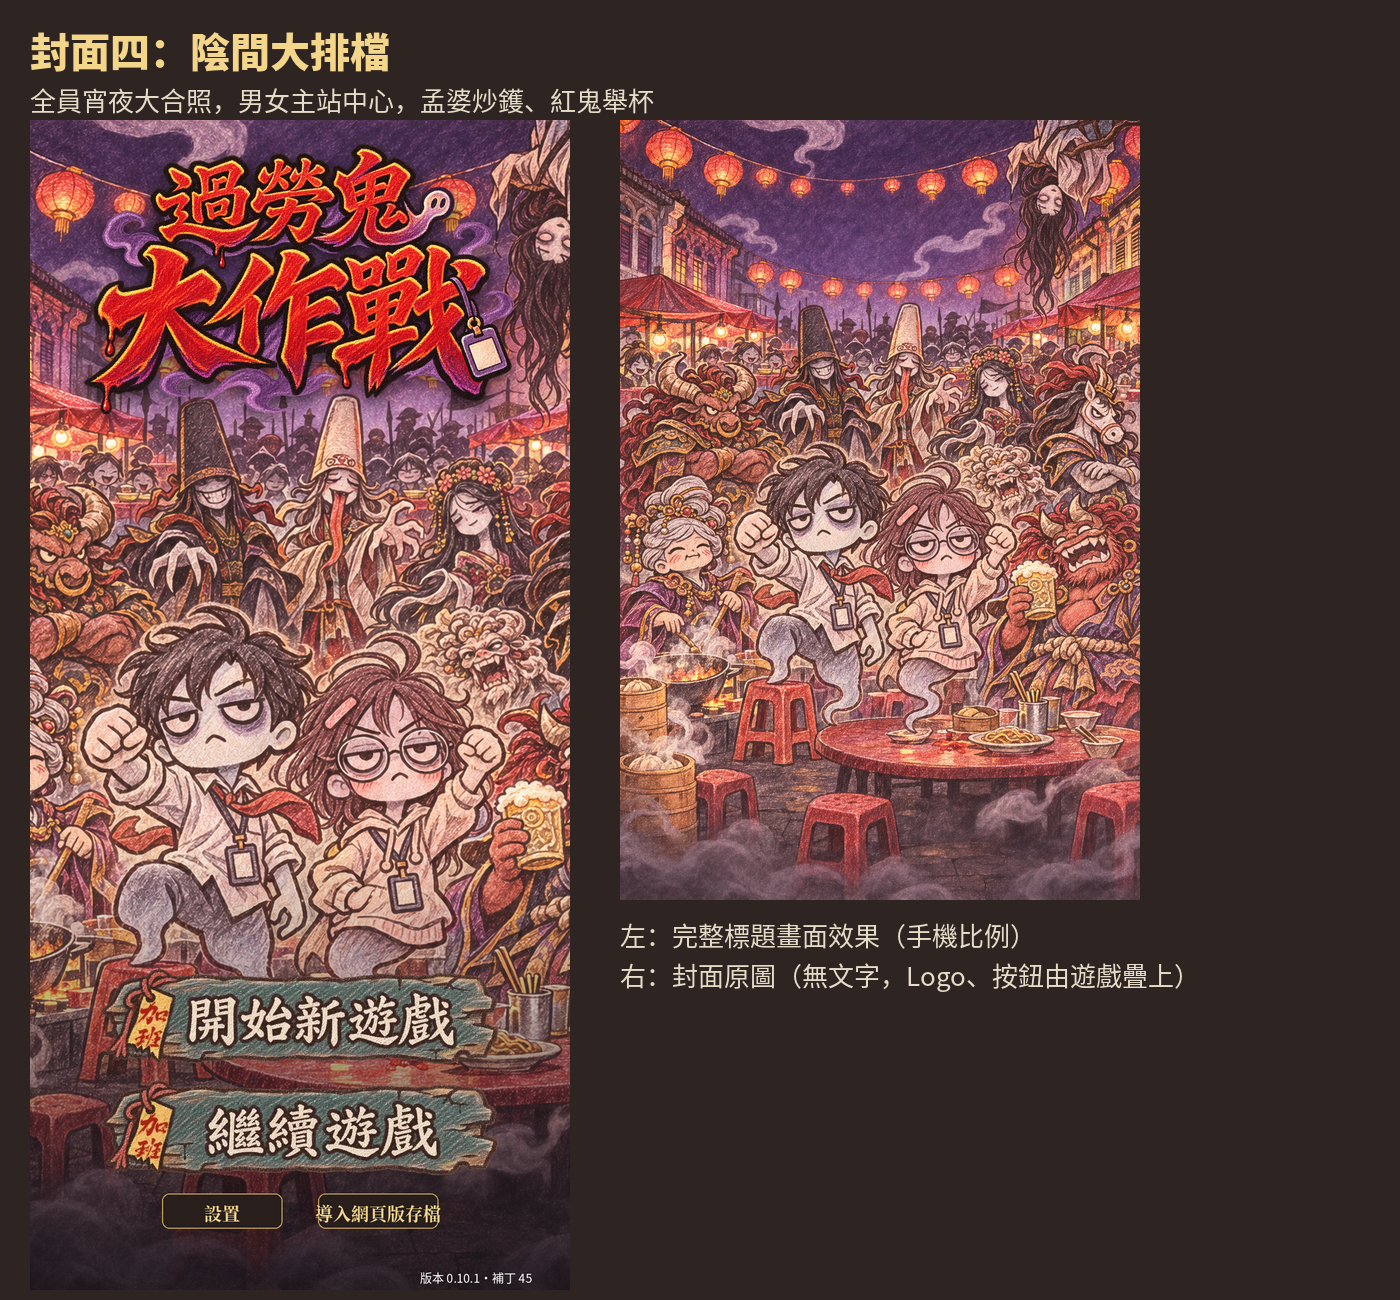 封面四：陰間大排檔
全員宵夜大合照，男女主站中心，孟婆炒鑊、紅鬼舉杯
過勞鬼
大作戰
加班
開始新遊戲
加班
繼續遊戲
設置
導入網頁版存檔
版本 0.10.1・補丁 45
左：完整標題畫面效果（手機比例）
右：封面原圖（無文字，Logo、按鈕由遊戲疊上）